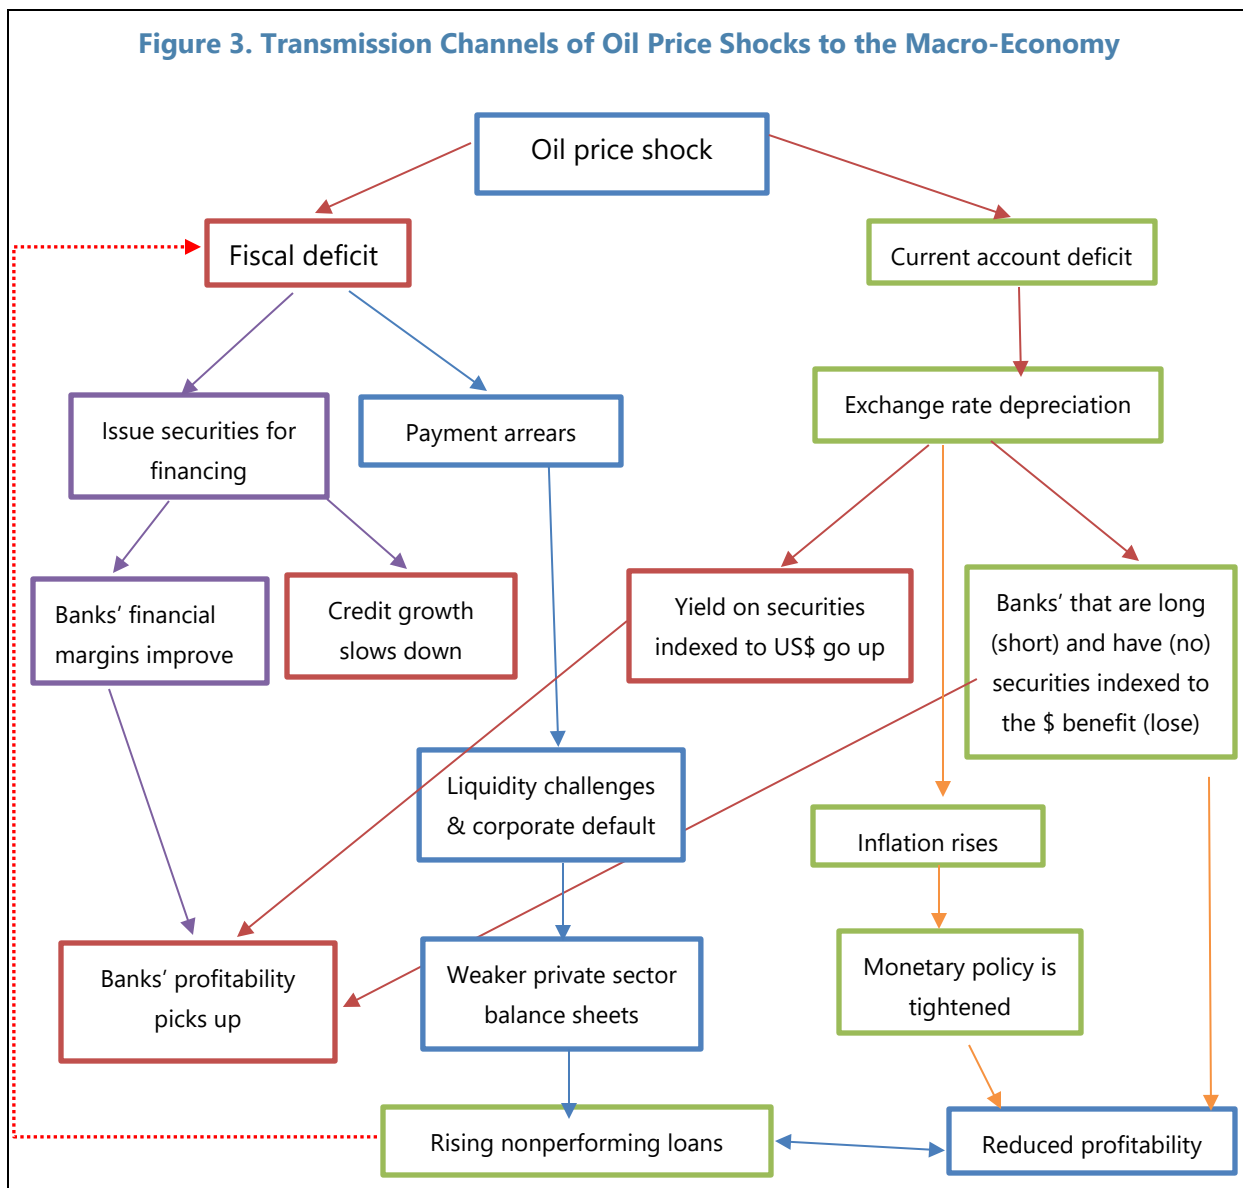 Figure 3. Transmission Channels of Oil Price Shocks to the Macro-Economy
Oil price shock
Fiscal deficit
Current account deficit
Issue securities for
financing
Payment arrears
Exchange rate depreciation
Banks’ financial
margins improve
Credit growth
slows down
Yield on securities
indexed to US$ go up
Banks’ that are long
(short) and have (no)
securities indexed to
the $ benefit (lose)
Liquidity challenges
& corporate default
Inflation rises
Banks’ profitability
picks up
Weaker private sector
balance sheets
Monetary policy is
tightened
Rising nonperforming loans
Reduced profitability